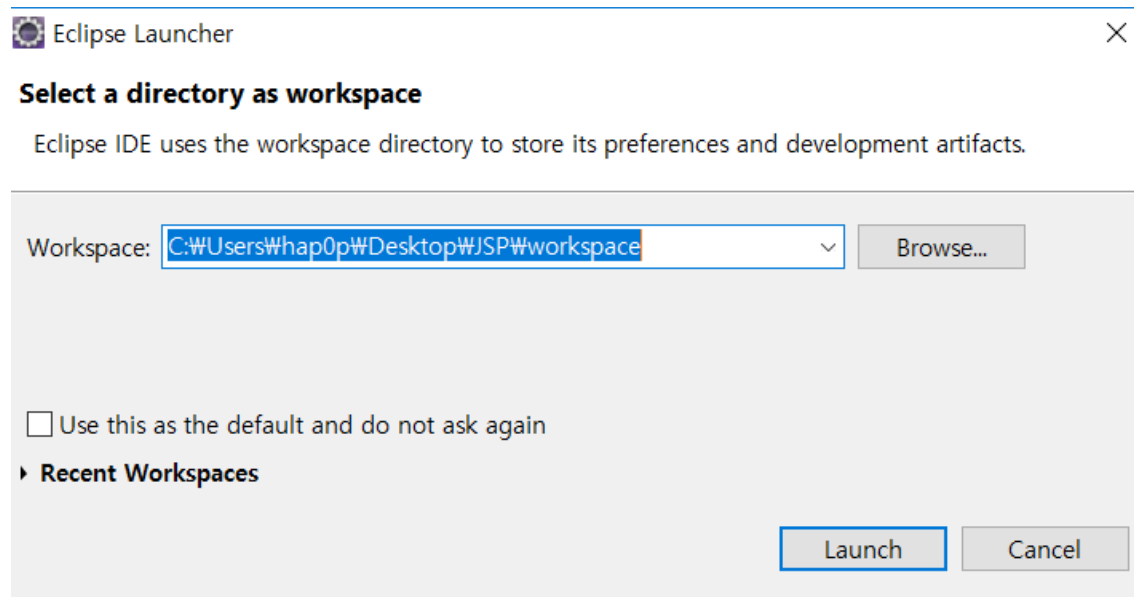 Eclipse Launcher
Select a directory as workspace
Eclipse IDE uses the workspace directory to store its preferences and development artifacts.
Workspace: C:₩Users₩hap0p₩Desktop₩JSP₩workspace Browse...
Use this as the default and do not ask again
Recent Workspaces
Launch Cancel